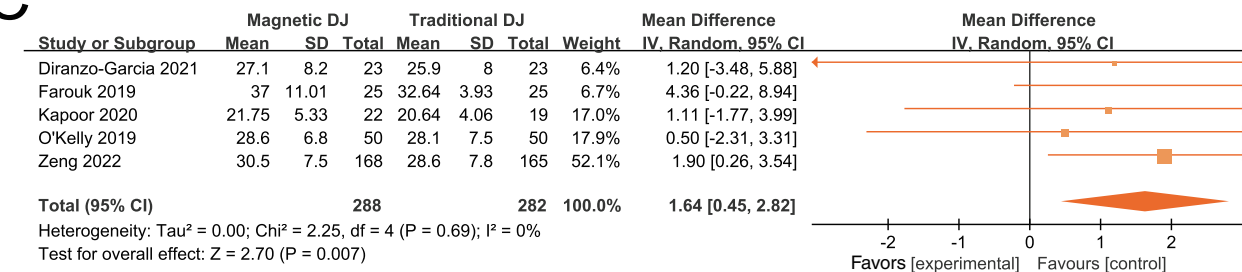 C
Magnetic DJ Traditional DJ Mean Difference Mean Difference
Study or Subgroup Mean SD Total Mean SD Total Weight IV, Random, 95% CI IV, Random, 95% CI
Diranzo-Garcia 2021 27.1 8.2 23 25.9 8 23 6.4% 1.20 [-3.48, 5.88]
Farouk 2019 37 11.01 25 32.64 3.93 25 6.7% 4.36 [-0.22, 8.94]
Kapoor 2020 21.75 5.33 22 20.64 4.06 19 17.0% 1.11 [-1.77, 3.99]
O'Kelly 2019 28.6 6.8 50 28.1 7.5 50 17.9% 0.50 [-2.31, 3.31]
Zeng 2022 30.5 7.5 168 28.6 7.8 165 52.1% 1.90 [0.26, 3.54]
Total (95% CI) 288 282 100.0% 1.64 [0.45, 2.82]
Heterogeneity: Tau² = 0.00; Chi² = 2.25, df = 4 (P = 0.69); I² = 0%
Test for overall effect: Z = 2.70 (P = 0.007)
-2 -1 0 1 2
Favors [experimental] Favours [control]